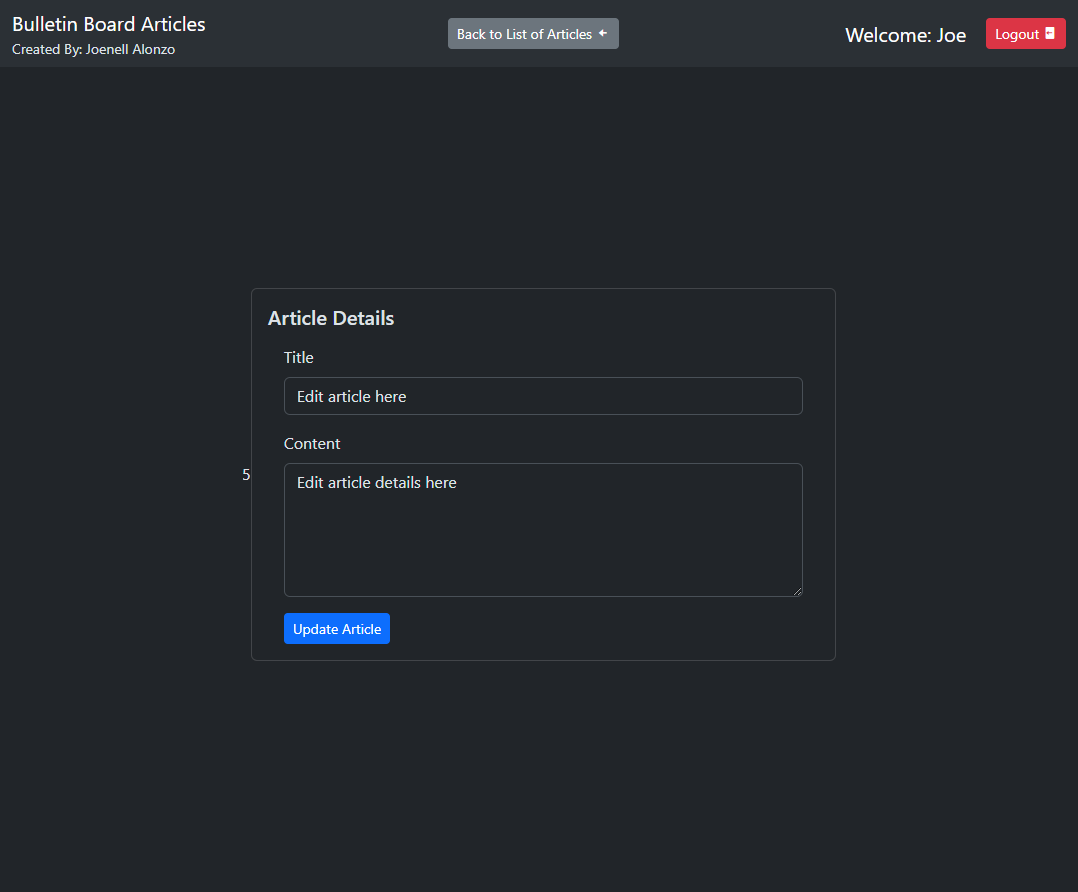 Bulletin Board Articles
Created By: Joenell Alonzo
Back to List of Articles
Welcome: Joe
Logout
Article Details
Title
Edit article here
Content
5
Edit article details here
Update Article